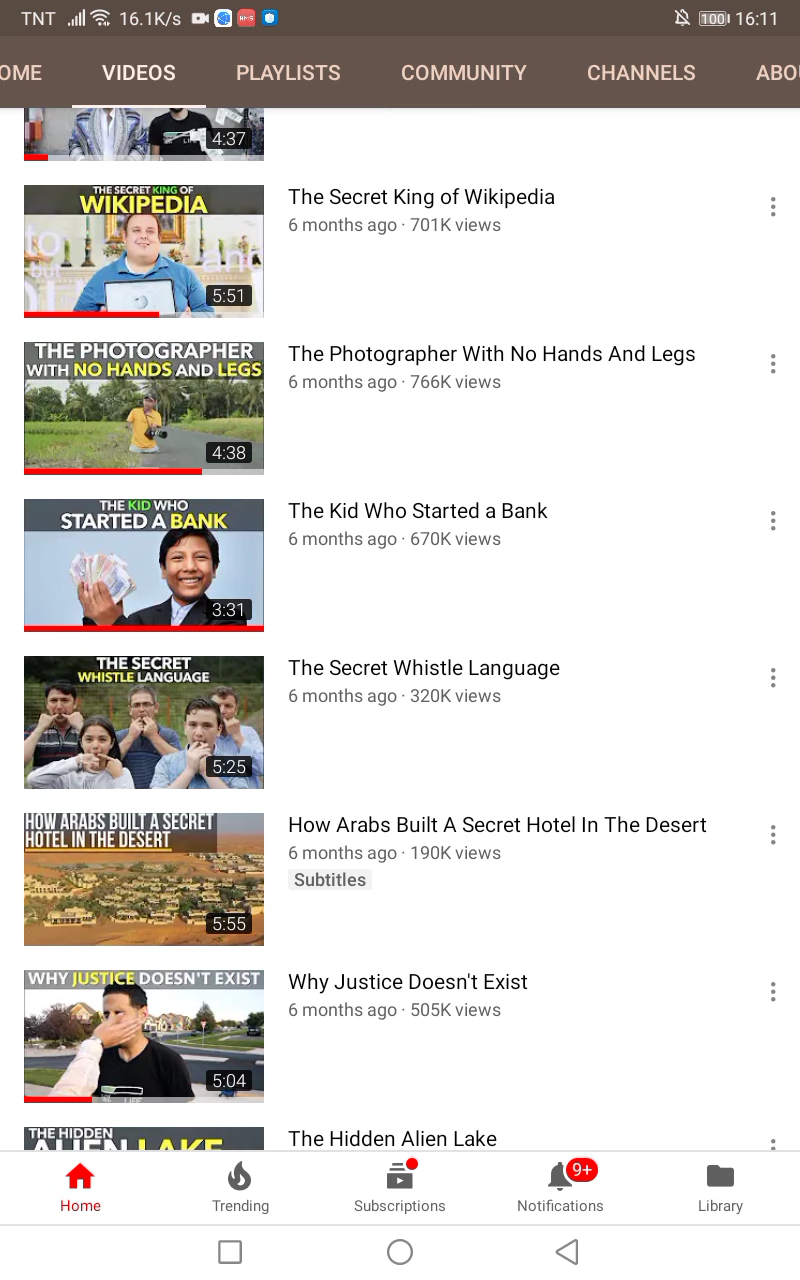 TNT 16.1K/s HMS 100 16:11
OME VIDEOS PLAYLISTS COMMUNITY CHANNELS ABOU
4:37
THE SECRET KING OF
WIKIPEDIA
5:51
The Secret King of Wikipedia
6 months ago · 701K views
THE PHOTOGRAPHER
WITH NO HANDS AND LEGS
4:38
The Photographer With No Hands And Legs
6 months ago · 766K views
THE KID WHO
STARTED A BANK
3:31
The Kid Who Started a Bank
6 months ago · 670K views
THE SECRET
WHISTLE LANGUAGE
5:25
The Secret Whistle Language
6 months ago · 320K views
HOW ARABS BUILT A SECRET
HOTEL IN THE DESERT
5:55
How Arabs Built A Secret Hotel In The Desert
6 months ago · 190K views
Subtitles
WHY JUSTICE DOESN'T EXIST
5:04
Why Justice Doesn't Exist
6 months ago · 505K views
THE HIDDEN
ALIEN LAKE
The Hidden Alien Lake
9+
Home Trending Subscriptions Notifications Library